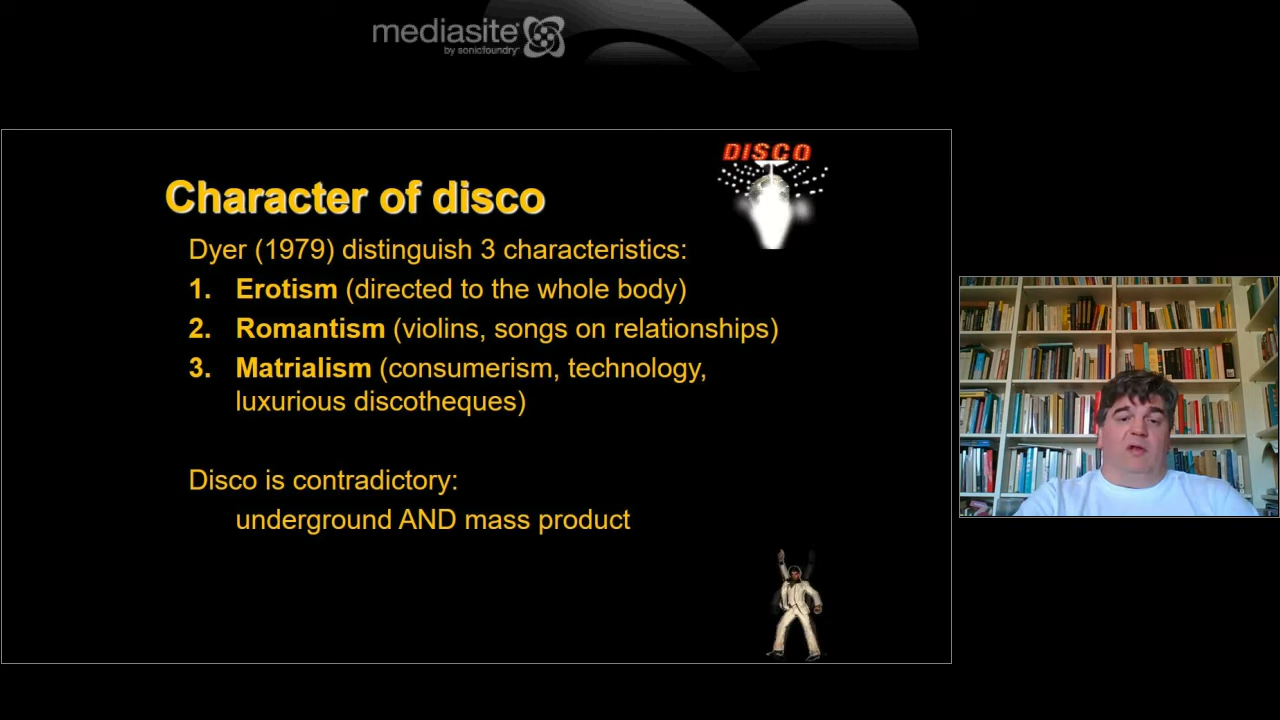 mediasite
by sonicfoundry
DISCO
Character of disco
Dyer (1979) distinguish 3 characteristics:
1. Erotism (directed to the whole body)
2. Romantism (violins, songs on relationships)
3. Matrialism (consumerism, technology,
luxurious discotheques)
Disco is contradictory:
underground AND mass product